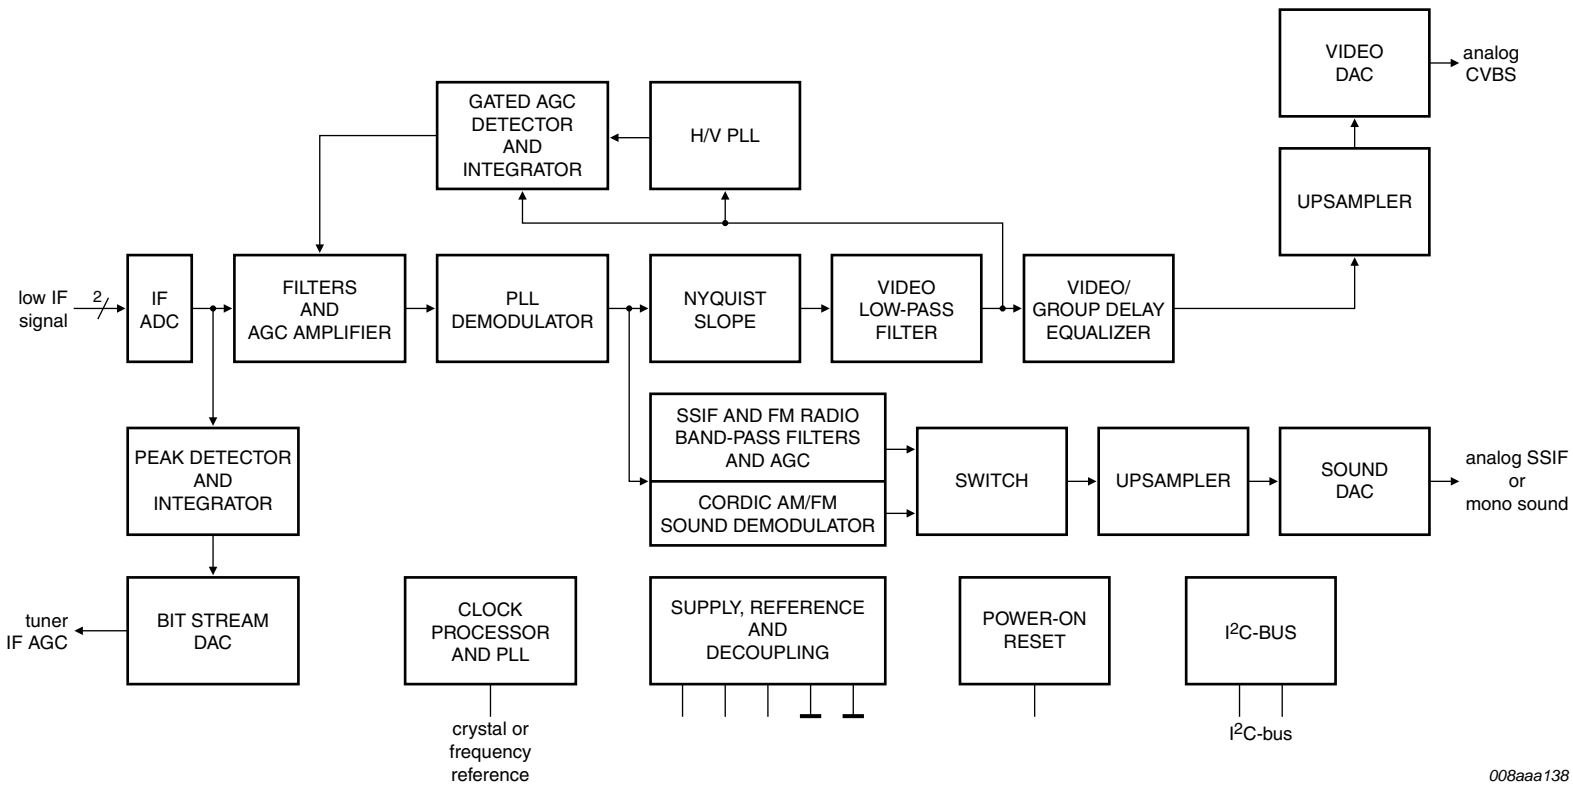 VIDEO
DAC
analog
CVBS
GATED AGC
DETECTOR
AND
INTEGRATOR
H/V PLL
UPSAMPLER
low IF
signal
2
IF
ADC
FILTERS
AND
AGC AMPLIFIER
PLL
DEMODULATOR
NYQUIST
SLOPE
VIDEO
LOW-PASS
FILTER
VIDEO/
GROUP DELAY
EQUALIZER
PEAK DETECTOR
AND
INTEGRATOR
SSIF AND FM RADIO
BAND-PASS FILTERS
AND AGC
CORDIC AM/FM
SOUND DEMODULATOR
SWITCH
UPSAMPLER
SOUND
DAC
analog SSIF
or
mono sound
tuner
IF AGC
BIT STREAM
DAC
CLOCK
PROCESSOR
AND PLL
crystal or
frequency
reference
SUPPLY, REFERENCE
AND
DECOUPLING
POWER-ON
RESET
I²C-BUS
I²C-bus
008aaa138